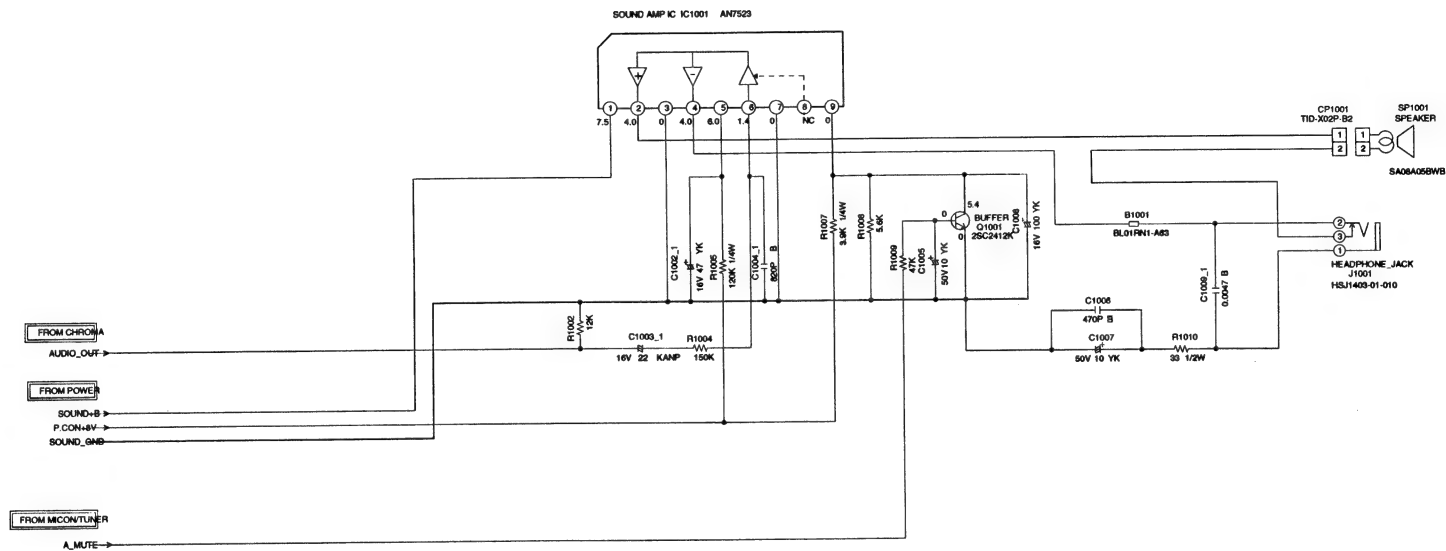 SOUND AMP IC IC1001 AN7523
+
-
1
2
3
4
5
6
7
8
9
7.5
4.0
0
4.0
6.0
1.4
0
NC
0
CP1001
TID-X02P-B2
1
2
1
2
SP1001
SPEAKER
SA08A05BWB
C1002_1
16V 47 YK
R1005
120K 1/4W
C1004_1
820P B
R1007
3.9K 1/4W
R1008
5.6K
R1009
47K
C1005
50V10 YK
0
5.4
0
BUFFER
Q1001
2SC2412K
C1008
16V 100 YK
B1001
BL01RN1-A63
2
3
1
HEADPHONE_JACK
J1001
HSJ1403-01-010
C1009_1
0.0047 B
C1006
470P B
C1007
50V 10 YK
R1010
33 1/2W
R1002
12K
C1003_1
16V 22 KANP
R1004
150K
FROM CHROMA
AUDIO_OUT
FROM POWER
SOUND+B
P.CON+8V
SOUND_GND
FROM MICON/TUNER
A_MUTE